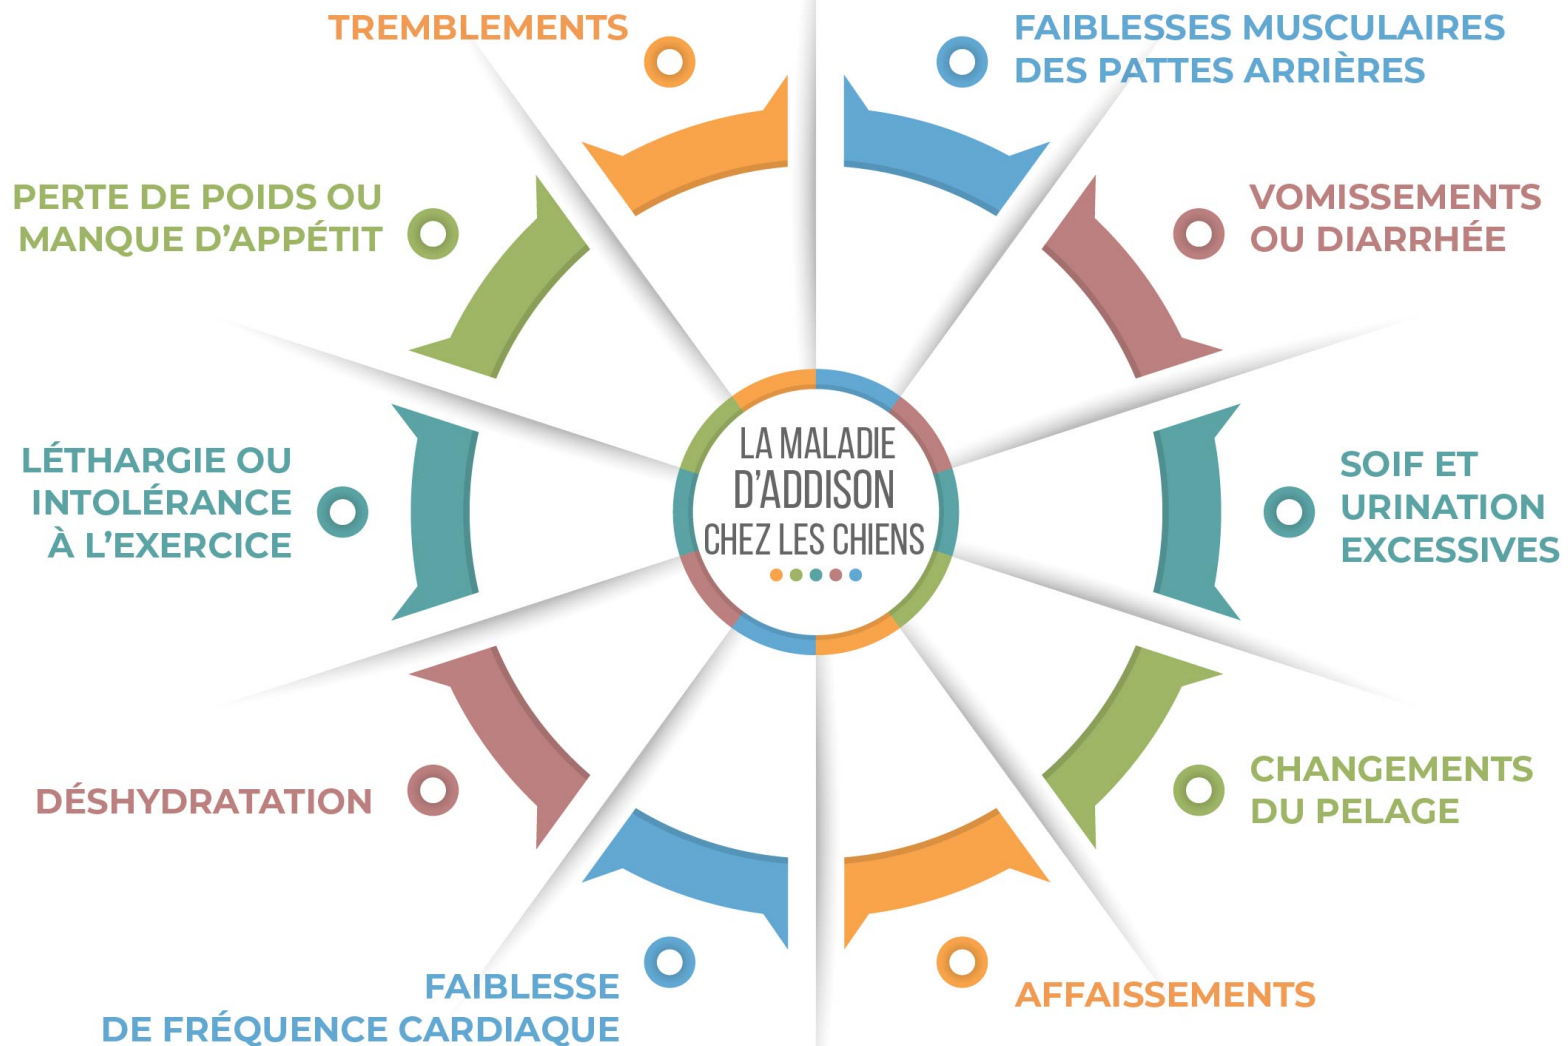 TREMBLEMENTS
FAIBLESSES MUSCULAIRES
DES PATTES ARRIÈRES
PERTE DE POIDS OU
MANQUE D'APPÉTIT
VOMISSEMENTS
OU DIARRHÉE
LA MALADIE
D'ADDISON
CHEZ LES CHIENS
LÉTHARGIE OU
INTOLÉRANCE
À L'EXERCICE
SOIF ET
URINATION
EXCESSIVES
DÉSHYDRATATION
CHANGEMENTS
DU PELAGE
FAIBLESSE
DE FRÉQUENCE CARDIAQUE
AFFAISSEMENTS